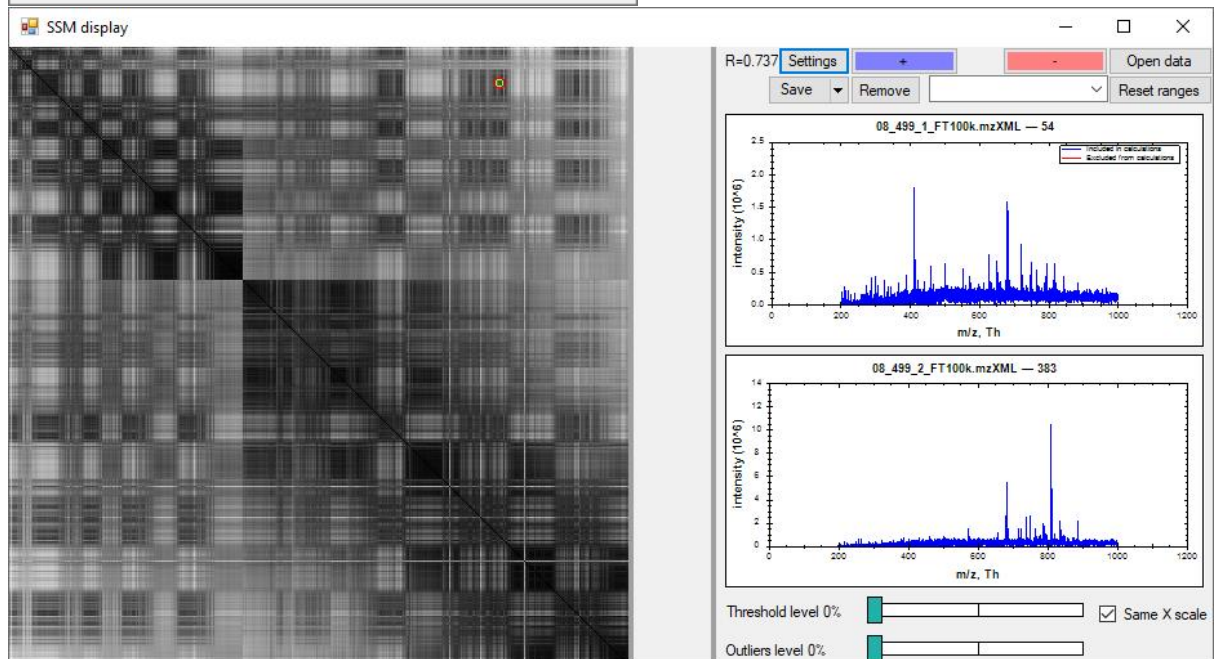 SSM display
R=0.737 Settings + - Open data
Save Remove Reset ranges
08_499_1_FT100k.mzXML — 54
Included in calculations
Excluded from calculations
intensity (10^6)
2.5
2.0
1.5
1.0
0.5
0.0
0 200 400 600 800 1000 1200
m/z, Th
08_499_2_FT100k.mzXML — 383
intensity (10^6)
14
12
10
8
6
4
2
0
0 200 400 600 800 1000 1200
m/z, Th
Threshold level 0% Same X scale
Outliers level 0%